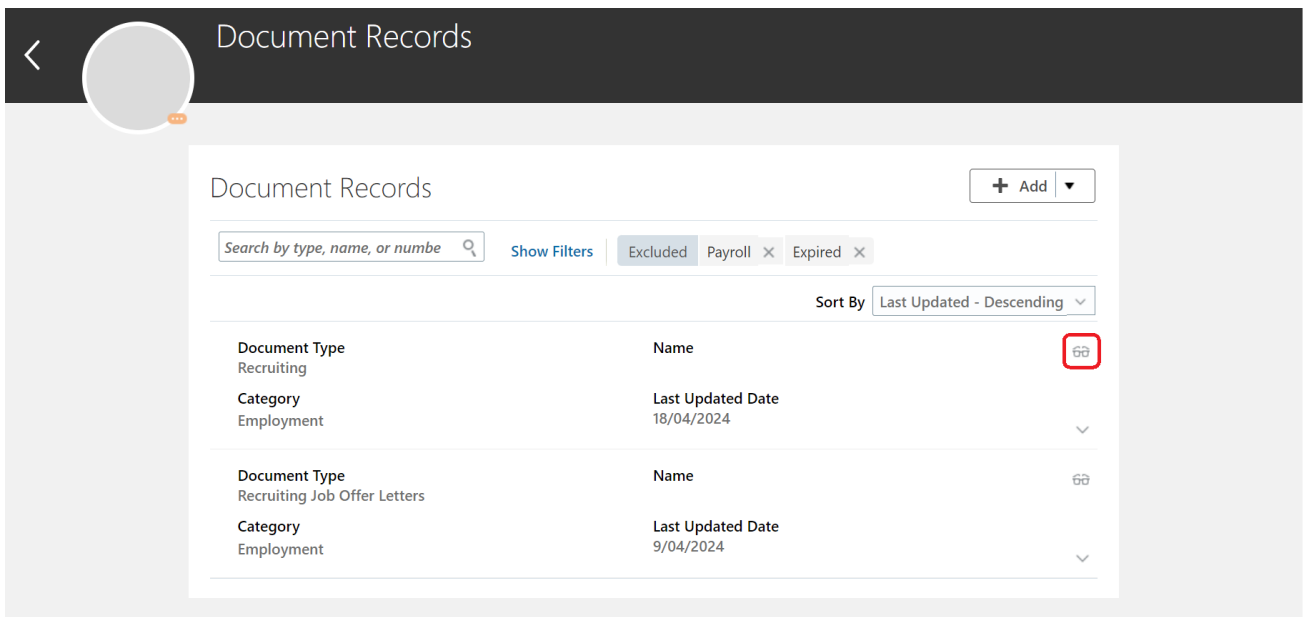 Document Records
Document Records
Add
Search by type, name, or numbe
Show Filters
Excluded
Payroll
Expired
Sort By
Last Updated - Descending
Document Type
Name
Recruiting
Category
Last Updated Date
Employment
18/04/2024
Document Type
Name
Recruiting Job Offer Letters
Category
Last Updated Date
Employment
9/04/2024